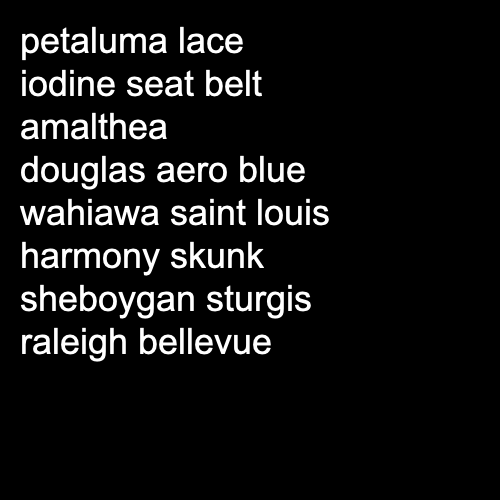 petaluma lace
iodine seat belt
amalthea
douglas aero blue
wahiawa saint louis
harmony skunk
sheboygan sturgis
raleigh bellevue